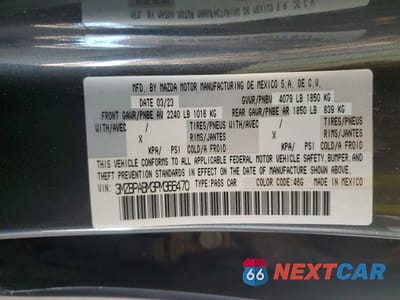 MFD. BY MAZDA MOTOR MANUFACTURING DE MEXICO S.A. DE C.V.
DATE 03/23 GVWR/PNBV 4079 LB 1850 KG
FRONT GAWR/PNBE AV 2240 LB 1016 KG REAR GAWR/PNBE AR 1850 LB 839 KG
WITH/AVEC / TIRES/PNEUS WITH/AVEC / TIRES/PNEUS
X RIMS/JANTES X RIMS/JANTES
KPA/ PSI COLD/A FROID KPA/ PSI COLD/A FROID
THIS VEHICLE CONFORMS TO ALL APPLICABLE FEDERAL MOTOR VEHICLE SAFETY, BUMPER, AND
THEFT PREVENTION STANDARDS IN EFFECT ON THE DATE OF MANUFACTURE SHOWN ABOVE.
VIN: 3MZBPABM3PM366470 TYPE:PASS CAR COLOR CODE:46G MADE IN MEXICO
66 NEXTCAR